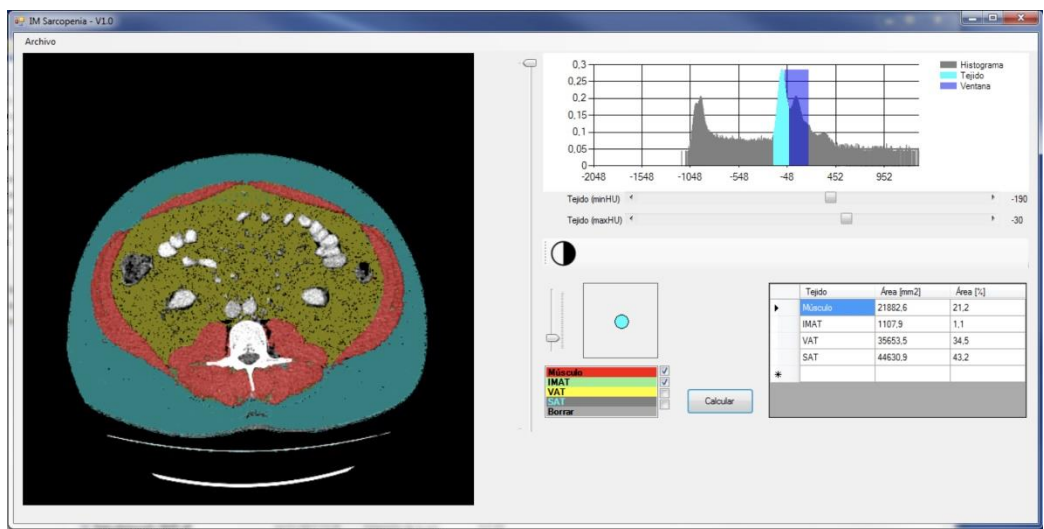 IM Sarcopenia - V1.0
Archivo
0,3
0,25
0,2
0,15
0,1
0,05
0
-2048 -1548 -1048 -548 -48 452 952
Histograma
Tejido
Ventana
Tejido (minHU) -190
Tejido (maxHU) -30
Músculo
IMAT
VAT
SAT
Borrar
Calcular
Tejido Área [mm2] Área [%]
Músculo 21882,6 21,2
IMAT 1107,9 1,1
VAT 35653,5 34,5
SAT 44630,9 43,2